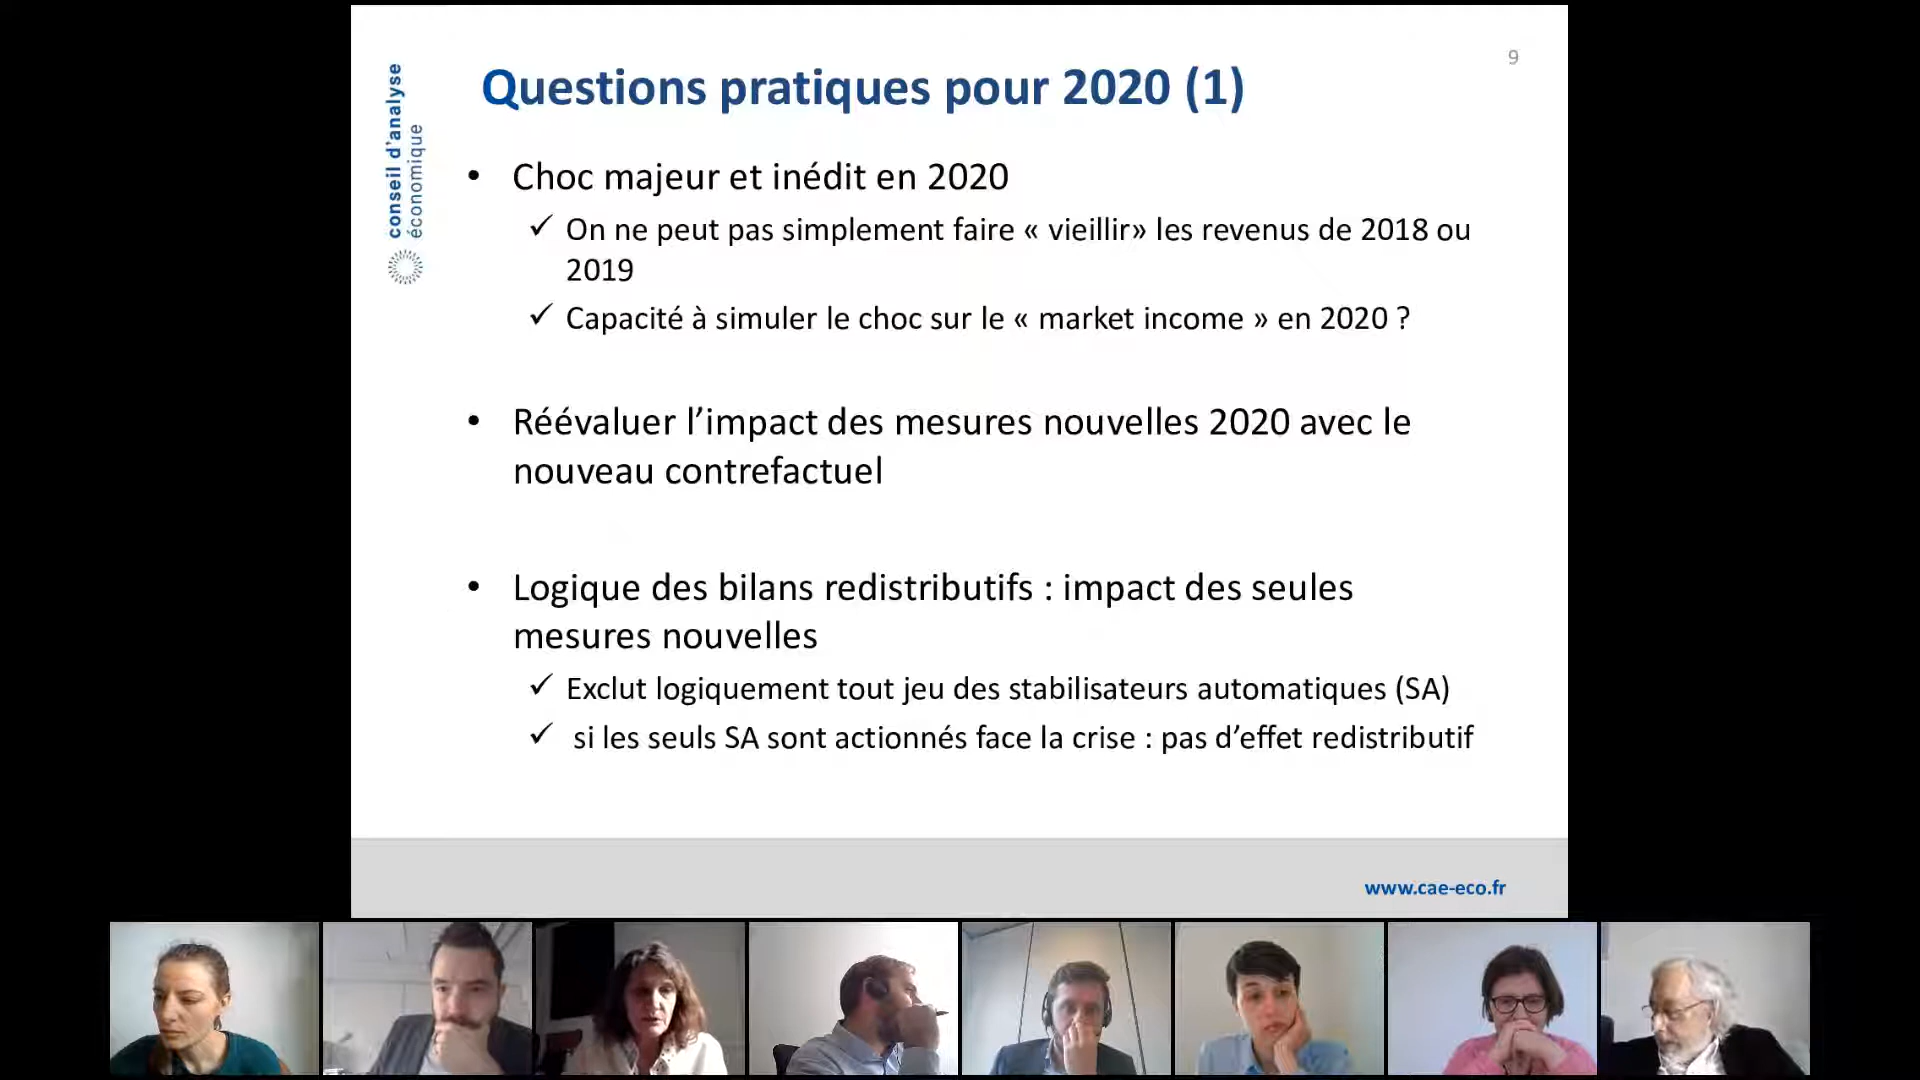 9
conseil d'analyse
économique
Questions pratiques pour 2020 (1)
• Choc majeur et inédit en 2020
✓ On ne peut pas simplement faire « vieillir» les revenus de 2018 ou
2019
✓ Capacité à simuler le choc sur le « market income » en 2020 ?
• Réévaluer l’impact des mesures nouvelles 2020 avec le
nouveau contrefactuel
• Logique des bilans redistributifs : impact des seules
mesures nouvelles
✓ Exclut logiquement tout jeu des stabilisateurs automatiques (SA)
✓ si les seuls SA sont actionnés face la crise : pas d’effet redistributif
www.cae-eco.fr